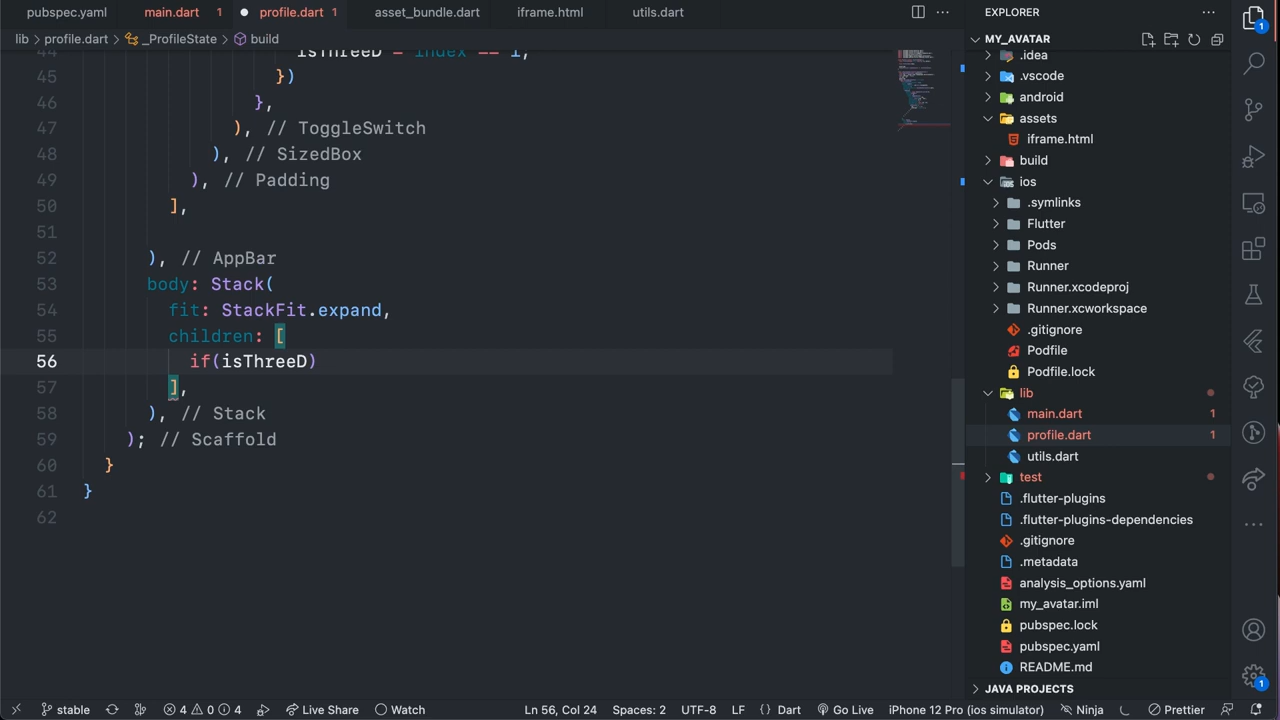 pubspec.yaml
main.dart 1
profile.dart 1
asset_bundle.dart
iframe.html
utils.dart
lib > profile.dart > _ProfileState > build
44 isThreeD = index == 1;
45 })
46 },
47 ), // ToggleSwitch
48 ), // SizedBox
49 ), // Padding
50 ],
51
52 ), // AppBar
53 body: Stack(
54 fit: StackFit.expand,
55 children: [
56 if(isThreeD)
57 ],
58 ), // Stack
59 ); // Scaffold
60 }
61 }
62
EXPLORER
MY_AVATAR
.idea
.vscode
android
assets
iframe.html
build
ios
.symlinks
Flutter
Pods
Runner
Runner.xcodeproj
Runner.xcworkspace
.gitignore
Podfile
Podfile.lock
lib
main.dart 1
profile.dart 1
utils.dart
test
.flutter-plugins
.flutter-plugins-dependencies
.gitignore
.metadata
analysis_options.yaml
my_avatar.iml
pubspec.lock
pubspec.yaml
README.md
JAVA PROJECTS
1
1
stable
4 0 4
Live Share
Watch
Ln 56, Col 24
Spaces: 2
UTF-8
LF
{} Dart
Go Live
iPhone 12 Pro (ios simulator)
Ninja
Prettier